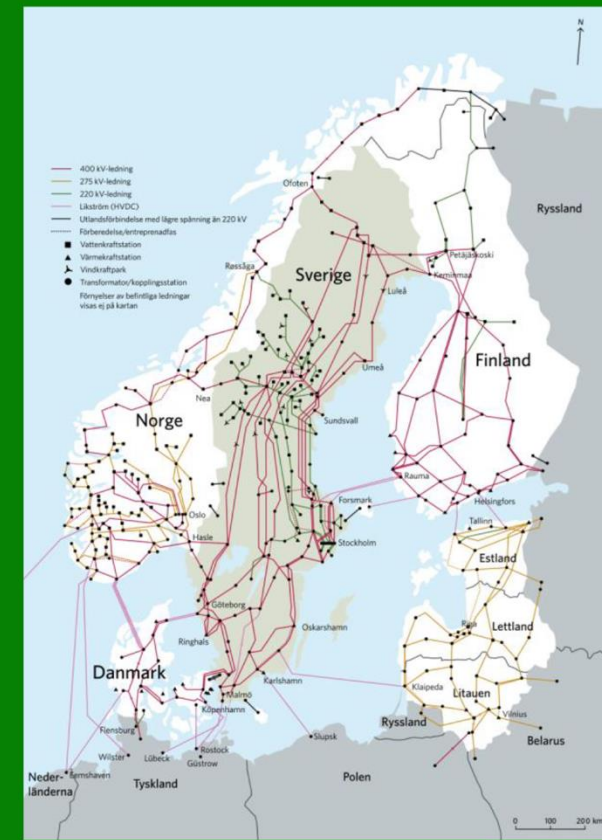 N
400 kV-ledning
275 kV-ledning
220 kV-ledning
Likström (HVDC)
Utlandsförbindelse med lägre spänning än 220 kV
Förberedelse/entreprenadfas
Vattenkraftstation
Värmekraftstation
Vindkraftpark
Transformator/kopplingsstation
Förnyelser av befintliga ledningar
visas ej på kartan
Ofoten
Ryssland
Røssåga
Sverige
Petäjäskoski
Keminmaa
Luleå
Finland
Umeå
Nea
Norge
Sundsvall
Rauma
Forsmark
Helsingfors
Oslo
Tallinn
Hasle
Stockholm
Estland
Göteborg
Riga
Lettland
Oskarshamn
Ringhals
Danmark
Karlshamn
Klaipeda
Malmö
Litauen
Köpenhamn
Vilnius
Ryssland
Flensburg
Slupsk
Belarus
Wilster
Lübeck
Rostock
Güstrow
Neder-
länderna
Eemshaven
Tyskland
Polen
0 100 200 km